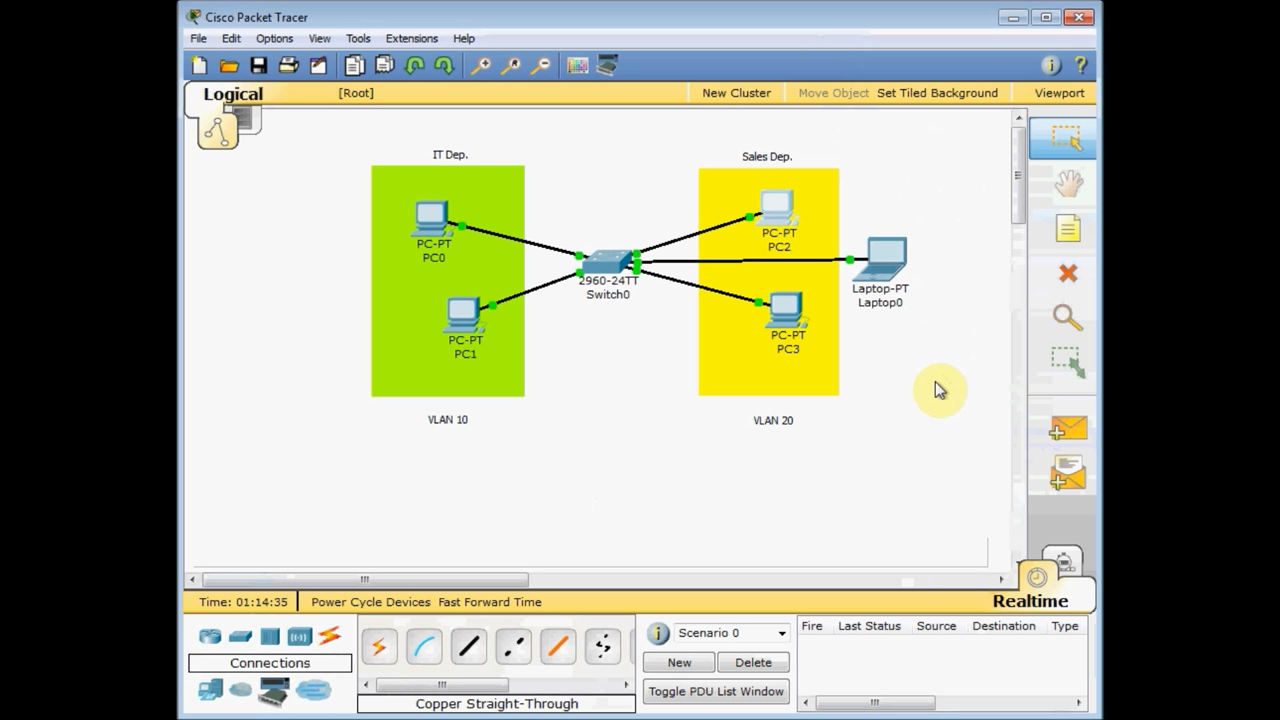 Cisco Packet Tracer
File Edit Options View Tools Extensions Help
Logical
[Root]
New Cluster
Move Object
Set Tiled Background
Viewport
IT Dep.
Sales Dep.
PC-PT
PC0
PC-PT
PC1
2960-24TT
Switch0
PC-PT
PC2
Laptop-PT
Laptop0
PC-PT
PC3
VLAN 10
VLAN 20
Time: 01:14:35
Power Cycle Devices Fast Forward Time
Realtime
Connections
Copper Straight-Through
Scenario 0
New
Delete
Toggle PDU List Window
Fire Last Status Source Destination Type